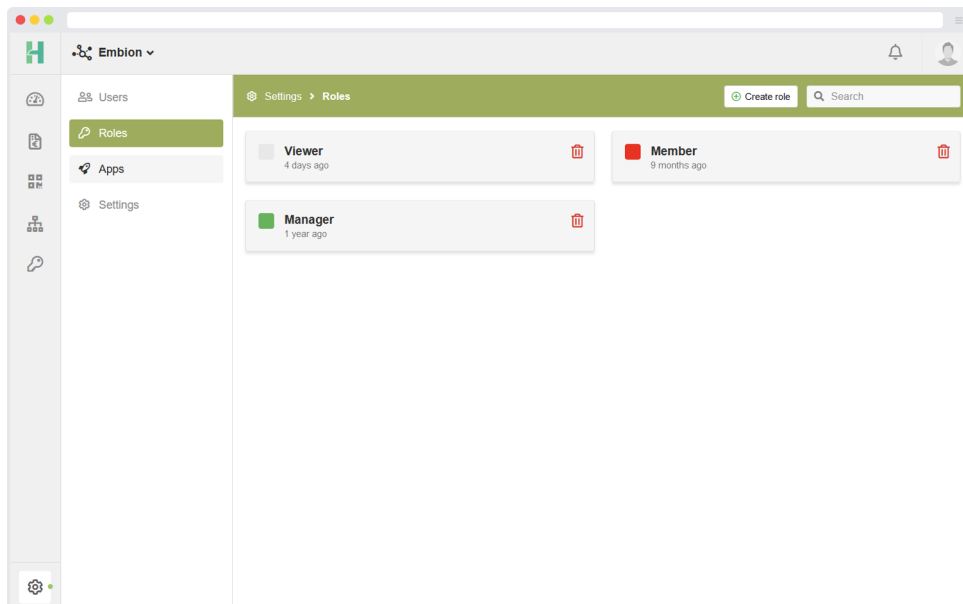 H
Embion
Users
Roles
Apps
Settings
Settings > Roles
Create role
Search
Viewer
4 days ago
Member
9 months ago
Manager
1 year ago